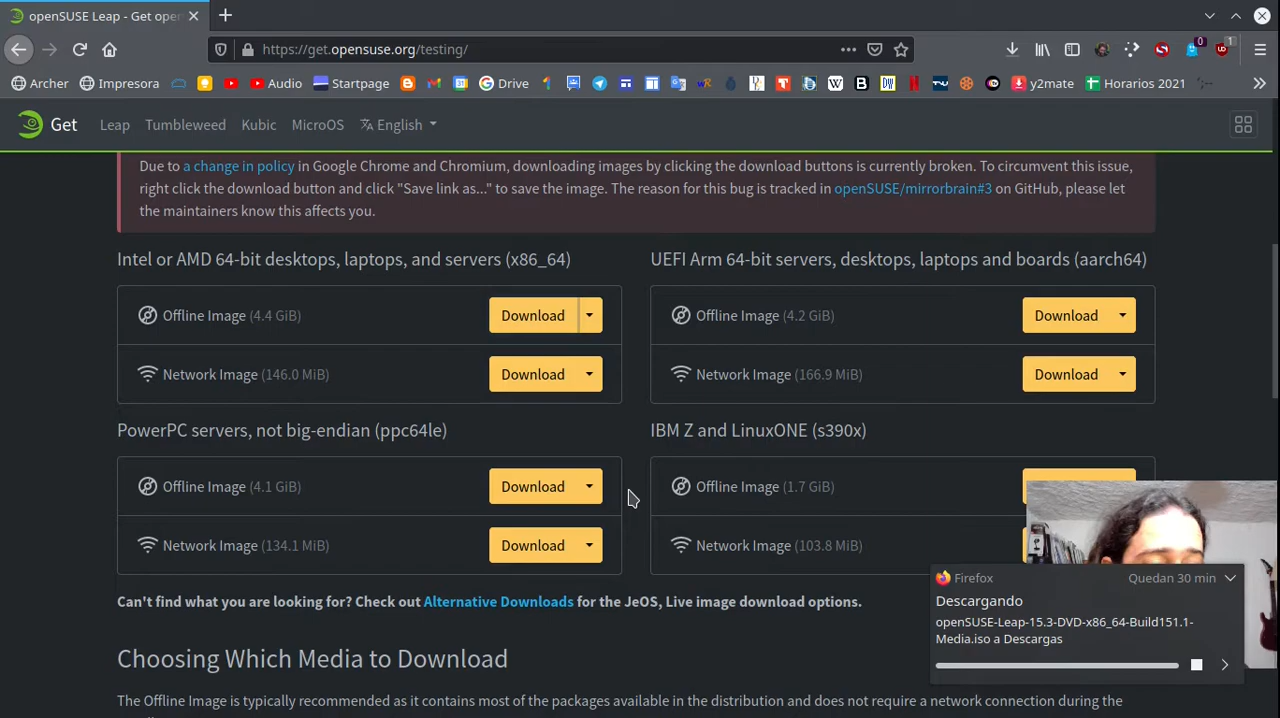 openSUSE Leap - Get open
https://get.opensuse.org/testing/
0
1
Archer
Impresora
Audio
Startpage
Drive
y2mate
Horarios 2021
Get
Leap
Tumbleweed
Kubic
MicroOS
English
Due to a change in policy in Google Chrome and Chromium, downloading images by clicking the download buttons is currently broken. To circumvent this issue,
right click the download button and click "Save link as..." to save the image. The reason for this bug is tracked in openSUSE/mirrorbrain#3 on GitHub, please let
the maintainers know this affects you.
Intel or AMD 64-bit desktops, laptops, and servers (x86_64)
Offline Image (4.4 GiB)
Download
Network Image (146.0 MiB)
Download
UEFI Arm 64-bit servers, desktops, laptops and boards (aarch64)
Offline Image (4.2 GiB)
Download
Network Image (166.9 MiB)
Download
PowerPC servers, not big-endian (ppc64le)
Offline Image (4.1 GiB)
Download
Network Image (134.1 MiB)
Download
IBM Z and LinuxONE (s390x)
Offline Image (1.7 GiB)
Network Image (103.8 MiB)
Can't find what you are looking for? Check out Alternative Downloads for the JeOS, Live image download options.
Choosing Which Media to Download
The Offline Image is typically recommended as it contains most of the packages available in the distribution and does not require a network connection during the
Firefox
Quedan 30 min
Descargando
openSUSE-Leap-15.3-DVD-x86_64-Build151.1-
Media.iso a Descargas